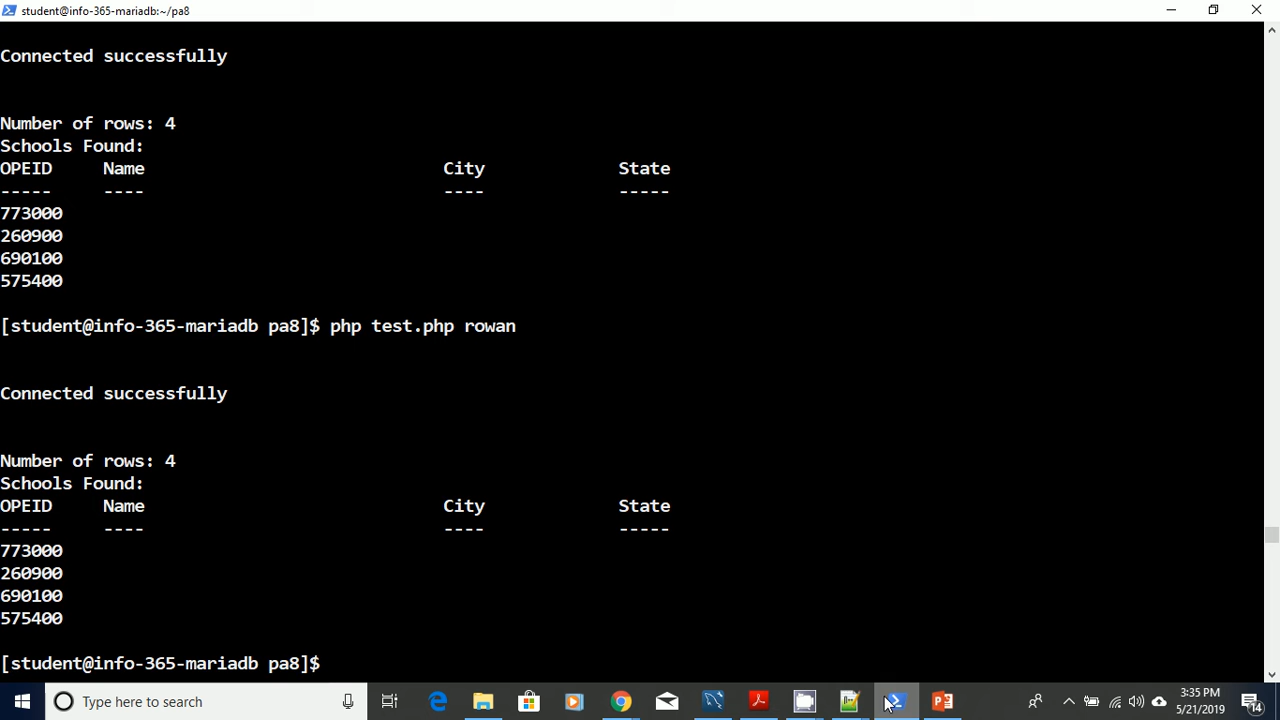 student@info-365-mariadb:~/pa8
Connected successfully
Number of rows: 4
Schools Found:
OPEID Name City State
----- ---- ---- -----
773000
260900
690100
575400
[student@info-365-mariadb pa8]$ php test.php rowan
Connected successfully
Number of rows: 4
Schools Found:
OPEID Name City State
----- ---- ---- -----
773000
260900
690100
575400
[student@info-365-mariadb pa8]$
Type here to search
3:35 PM
5/21/2019
14